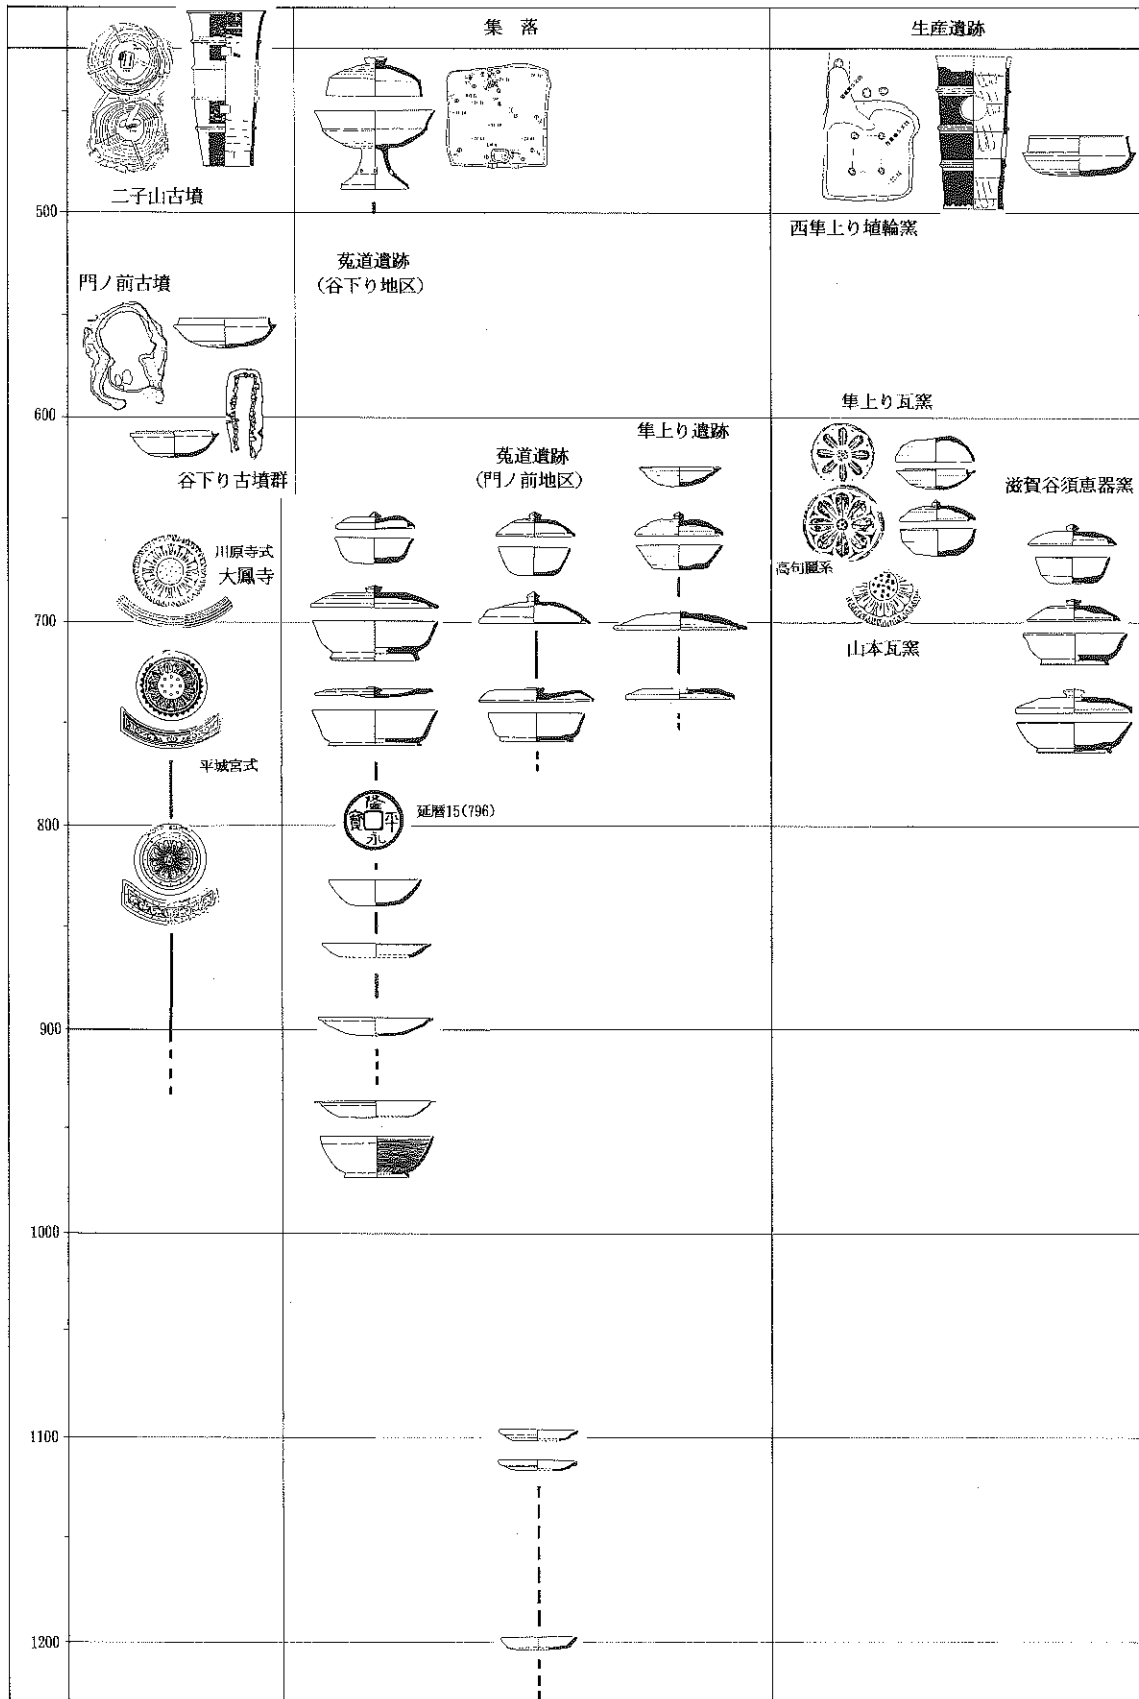 集落
生産遺跡
二子山古墳
500
西隼上り埴輪窯
菟道遺跡
(谷下り地区)
門ノ前古墳
600
隼上り瓦窯
隼上り遺跡
菟道遺跡
(門ノ前地区)
谷下り古墳群
滋賀谷須恵器窯
川原寺式
大鳳寺
高句麗系
700
山本瓦窯
平城宮式
800
隆平永寳
延暦15(796)
900
1000
1100
1200